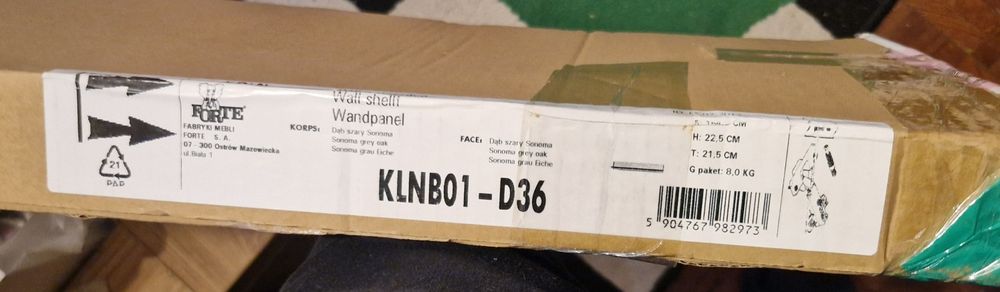 FORTE
FABRYKI MEBLI
FORTE S. A.
07 - 300 Ostrów Mazowiecka
ul.Biała 1
21
PAP
Wall shelf
Wandpanel
KORPS:
Dąb szary Sonoma
Sonoma grey oak
Sonoma grau Eiche
FACE:
Dąb szary Sonoma
Sonoma grey oak
Sonoma grau Eiche
KLNB01-D36
CM
H: 22,5 CM
T: 21,5 CM
G paket: 8,0 KG
5 904767 982973